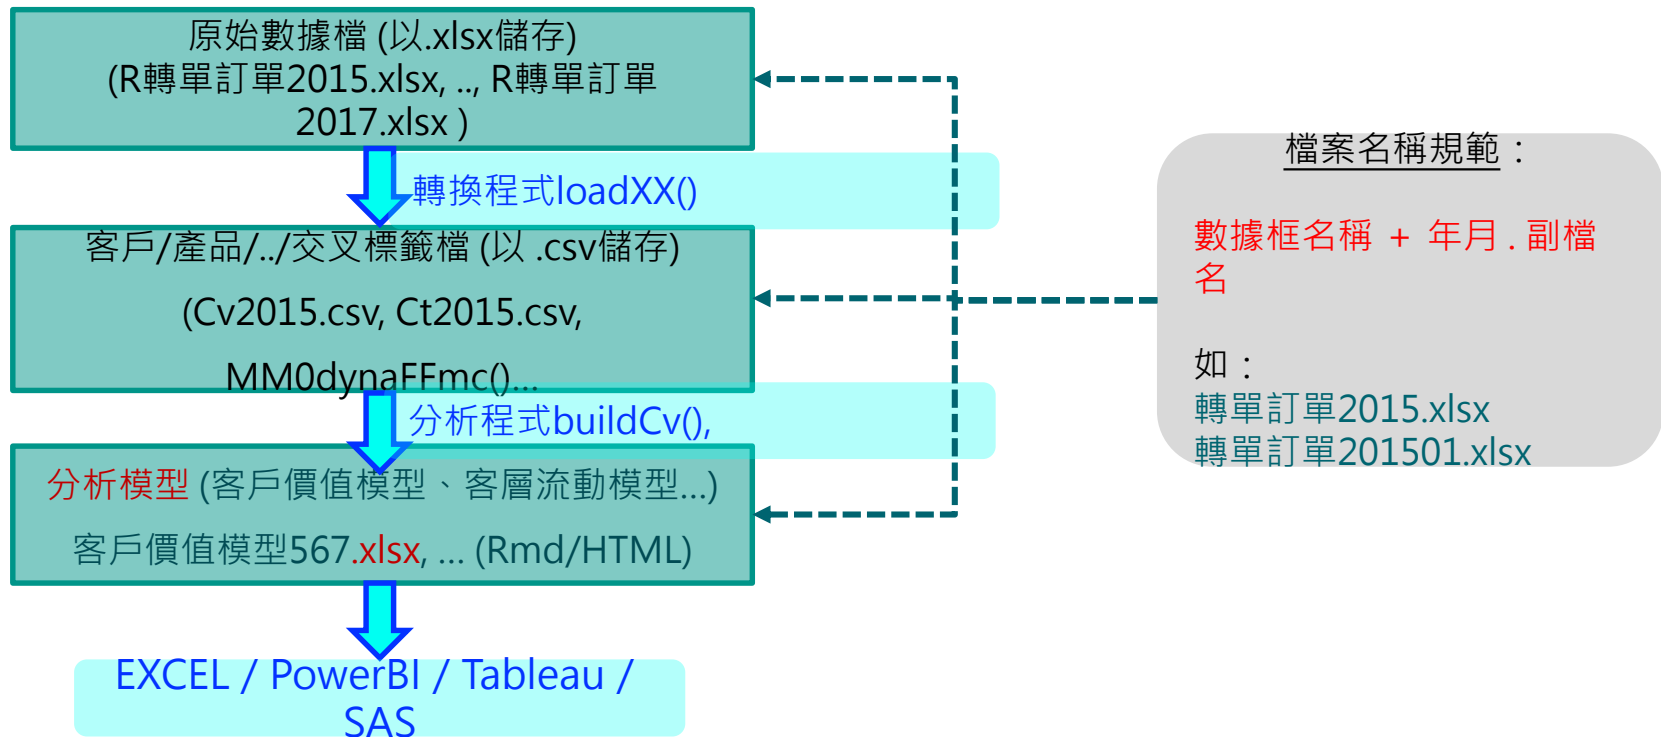 原始數據檔 (以.xlsx儲存)
(R轉單訂單2015.xlsx, .., R轉單訂單
2017.xlsx )
轉換程式loadXX()
客戶/產品/../交叉標籤檔 (以 .csv儲存)
(Cv2015.csv, Ct2015.csv,
MM0dynaFFmc()...
分析程式buildCv(),
分析模型 (客戶價值模型、客層流動模型...)
客戶價值模型567.xlsx, ... (Rmd/HTML)
EXCEL / PowerBI / Tableau /
SAS
檔案名稱規範：
數據框名稱 + 年月 . 副檔
名
如：
轉單訂單2015.xlsx
轉單訂單201501.xlsx